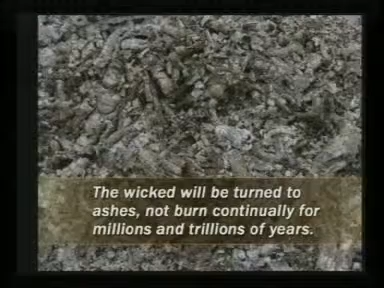 The wicked will be turned to
ashes, not burn continually for
millions and trillions of years.